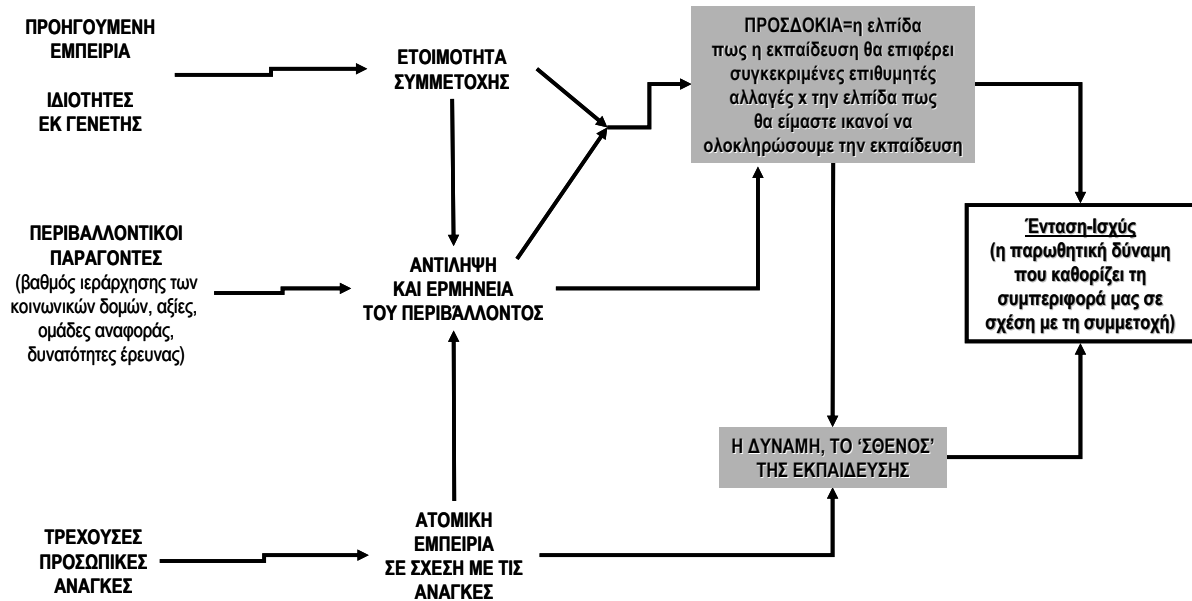 ΠΡΟΗΓΟΥΜΕΝΗ
ΕΜΠΕΙΡΙΑ
ΙΔΙΟΤΗΤΕΣ
ΕΚ ΓΕΝΕΤΗΣ
ΕΤΟΙΜΟΤΗΤΑ
ΣΥΜΜΕΤΟΧΗΣ
ΠΡΟΣΔΟΚΙΑ=η ελπίδα
πως η εκπαίδευση θα επιφέρει
συγκεκριμένες επιθυμητές
αλλαγές x την ελπίδα πως
θα είμαστε ικανοί να
ολοκληρώσουμε την εκπαίδευση
ΠΕΡΙΒΑΛΛΟΝΤΙΚΟΙ
ΠΑΡΑΓΟΝΤΕΣ
(βαθμός ιεράρχησης των
κοινωνικών δομών, αξίες,
ομάδες αναφοράς,
δυνατότητες έρευνας)
ΑΝΤΙΛΗΨΗ
ΚΑΙ ΕΡΜΗΝΕΙΑ
ΤΟΥ ΠΕΡΙΒΆΛΛΟΝΤΟΣ
Ένταση-Ισχύς
(η παρωθητική δύναμη
που καθορίζει τη
συμπεριφορά μας σε
σχέση με τη συμμετοχή)
Η ΔΥΝΑΜΗ, ΤΟ ‘ΣΘΕΝΟΣ’
ΤΗΣ ΕΚΠΑΙΔΕΥΣΗΣ
ΤΡΕΧΟΥΣΕΣ
ΠΡΟΣΩΠΙΚΕΣ
ΑΝΑΓΚΕΣ
ΑΤΟΜΙΚΗ
ΕΜΠΕΙΡΙΑ
ΣΕ ΣΧΕΣΗ ΜΕ ΤΙΣ
ΑΝΑΓΚΕΣ